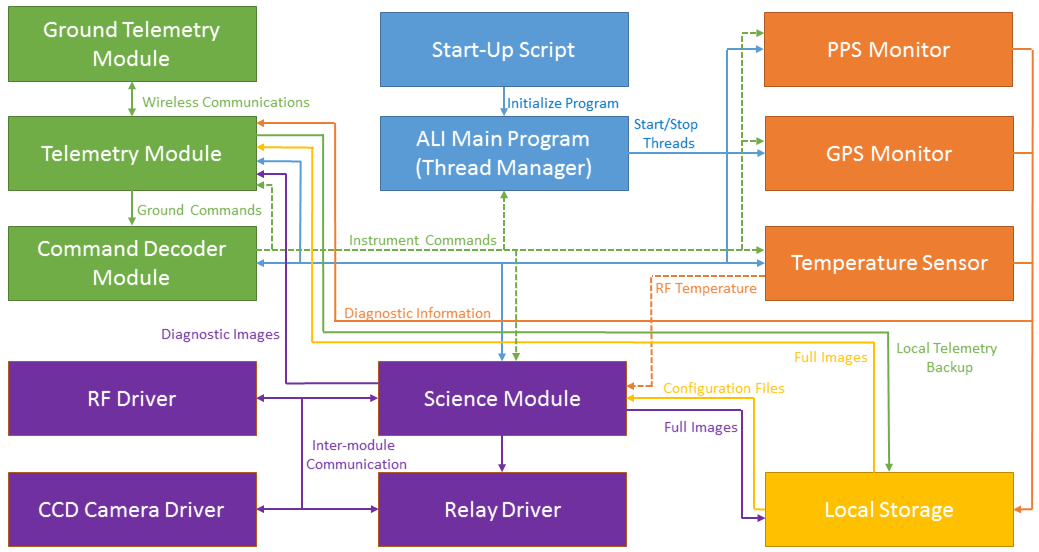 Ground Telemetry
Module
Start-Up Script
PPS Monitor
Wireless Communications
Initialize Program
Telemetry Module
ALI Main Program
(Thread Manager)
Start/Stop
Threads
GPS Monitor
Ground Commands
Command Decoder
Module
Instrument Commands
Temperature Sensor
RF Temperature
Diagnostic Information
Diagnostic Images
Full Images
Local Telemetry
Backup
RF Driver
Science Module
Configuration Files
Full Images
Inter-module
Communication
CCD Camera Driver
Relay Driver
Local Storage